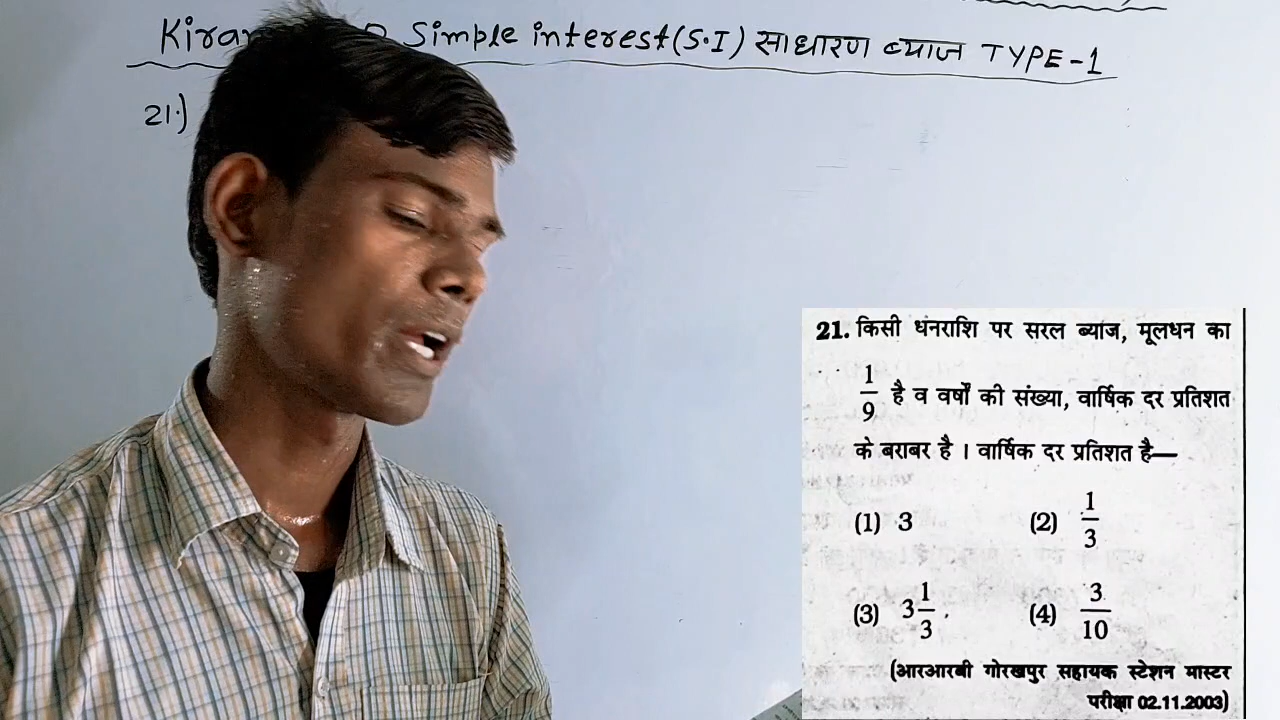 Simple interest(S.I) साधारण ब्याज TYPE-1
21.)
21. किसी धनराशि पर सरल ब्याज, मूलधन का
1/9 है व वर्षों की संख्या, वार्षिक दर प्रतिशत
के बराबर है । वार्षिक दर प्रतिशत है—
(1) 3 (2) 1/3
(3) 3 1/3 (4) 3/10
(आरआरबी गोरखपुर सहायक स्टेशन मास्टर
परीक्षा 02.11.2003)